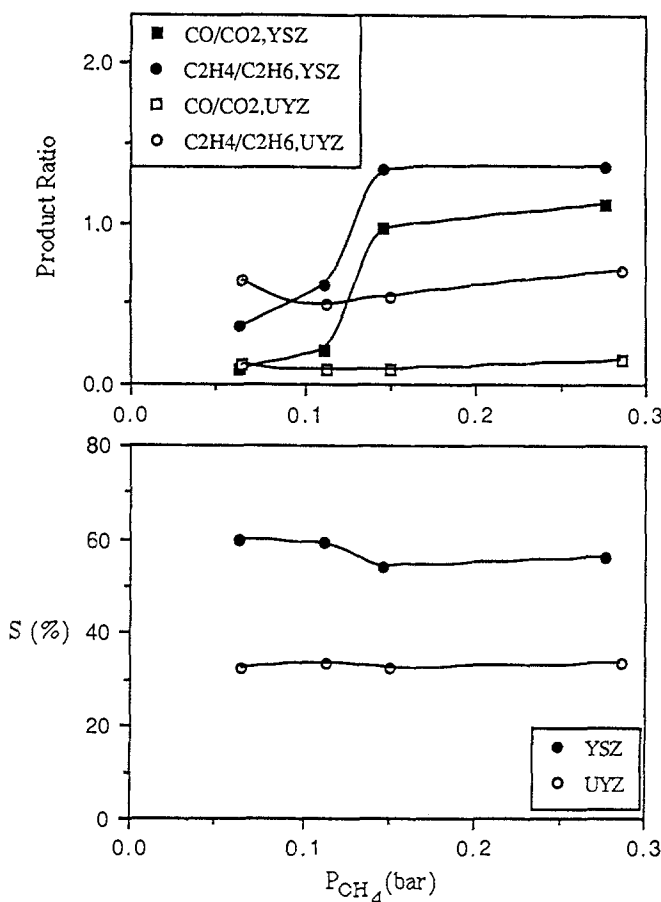 CO/CO2,YSZ
C2H4/C2H6,YSZ
CO/CO2,UYZ
C2H4/C2H6,UYZ
2.0
1.0
0.0
Product Ratio
0.0
0.1
0.2
0.3
80
60
40
20
0
S (%)
YSZ
UYZ
0.0
0.1
0.2
0.3
PCH4(bar)